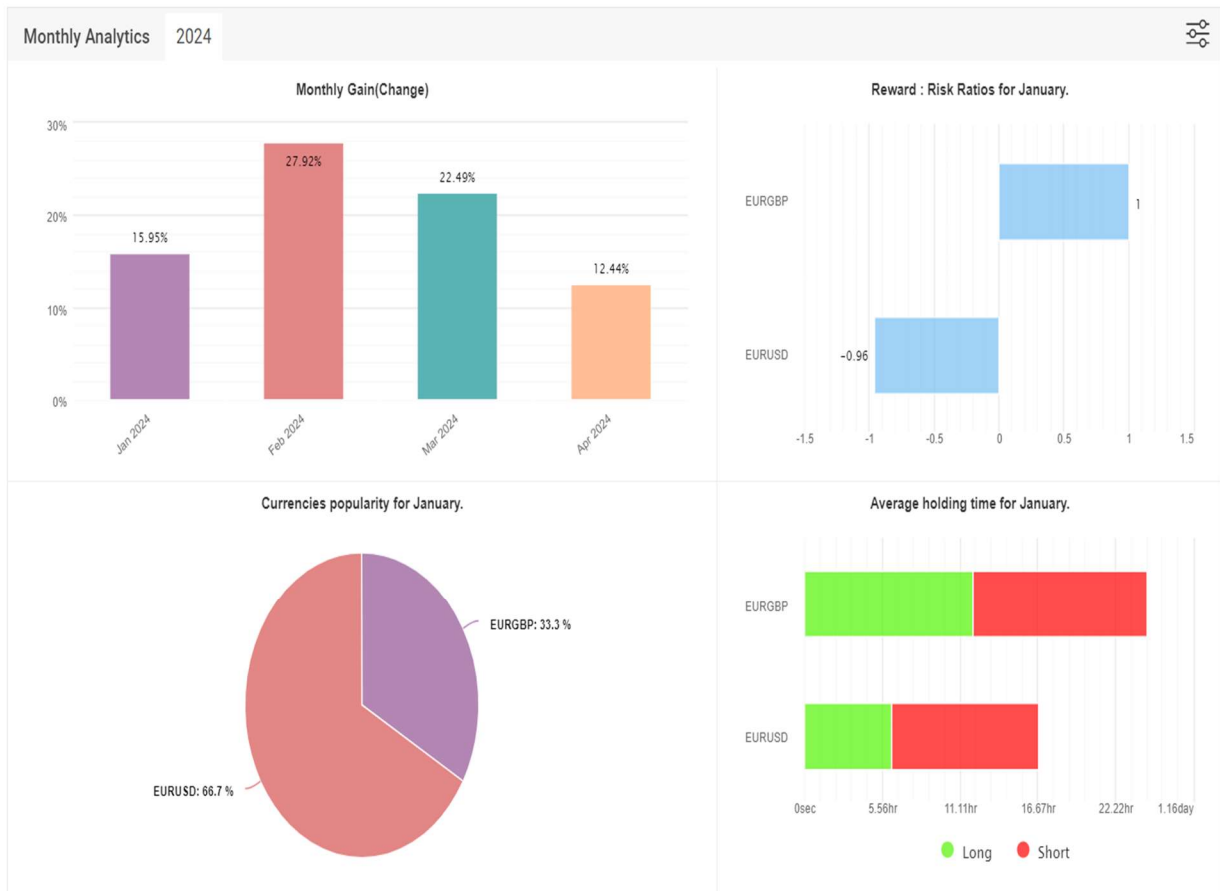 Monthly Analytics 2024
Monthly Gain(Change)
30%
20%
10%
0%
15.95%
27.92%
22.49%
12.44%
Jan 2024
Feb 2024
Mar 2024
Apr 2024
Reward : Risk Ratios for January.
EURGBP
1
EURUSD
-0.96
-1.5 -1 -0.5 0 0.5 1 1.5
Currencies popularity for January.
EURGBP: 33.3 %
EURUSD: 66.7 %
Average holding time for January.
EURGBP
EURUSD
0sec 5.56hr 11.11hr 16.67hr 22.22hr 1.16day
Long Short